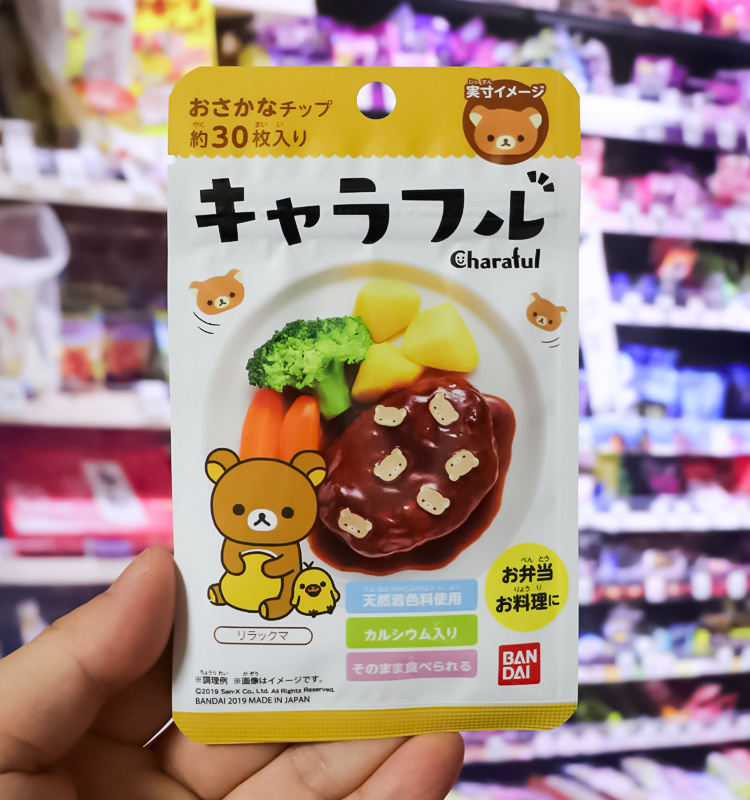 おさかなチップ
約30枚入り
実寸イメージ
キャラフル
Charaful
お弁当
お料理に
天然着色料使用
カルシウム入り
そのまま食べられる
リラックマ
BAN
DAI
※調理例 ※画像はイメージです。
©2019 San-X Co., Ltd. All Rights Reserved.
BANDAI 2019 MADE IN JAPAN